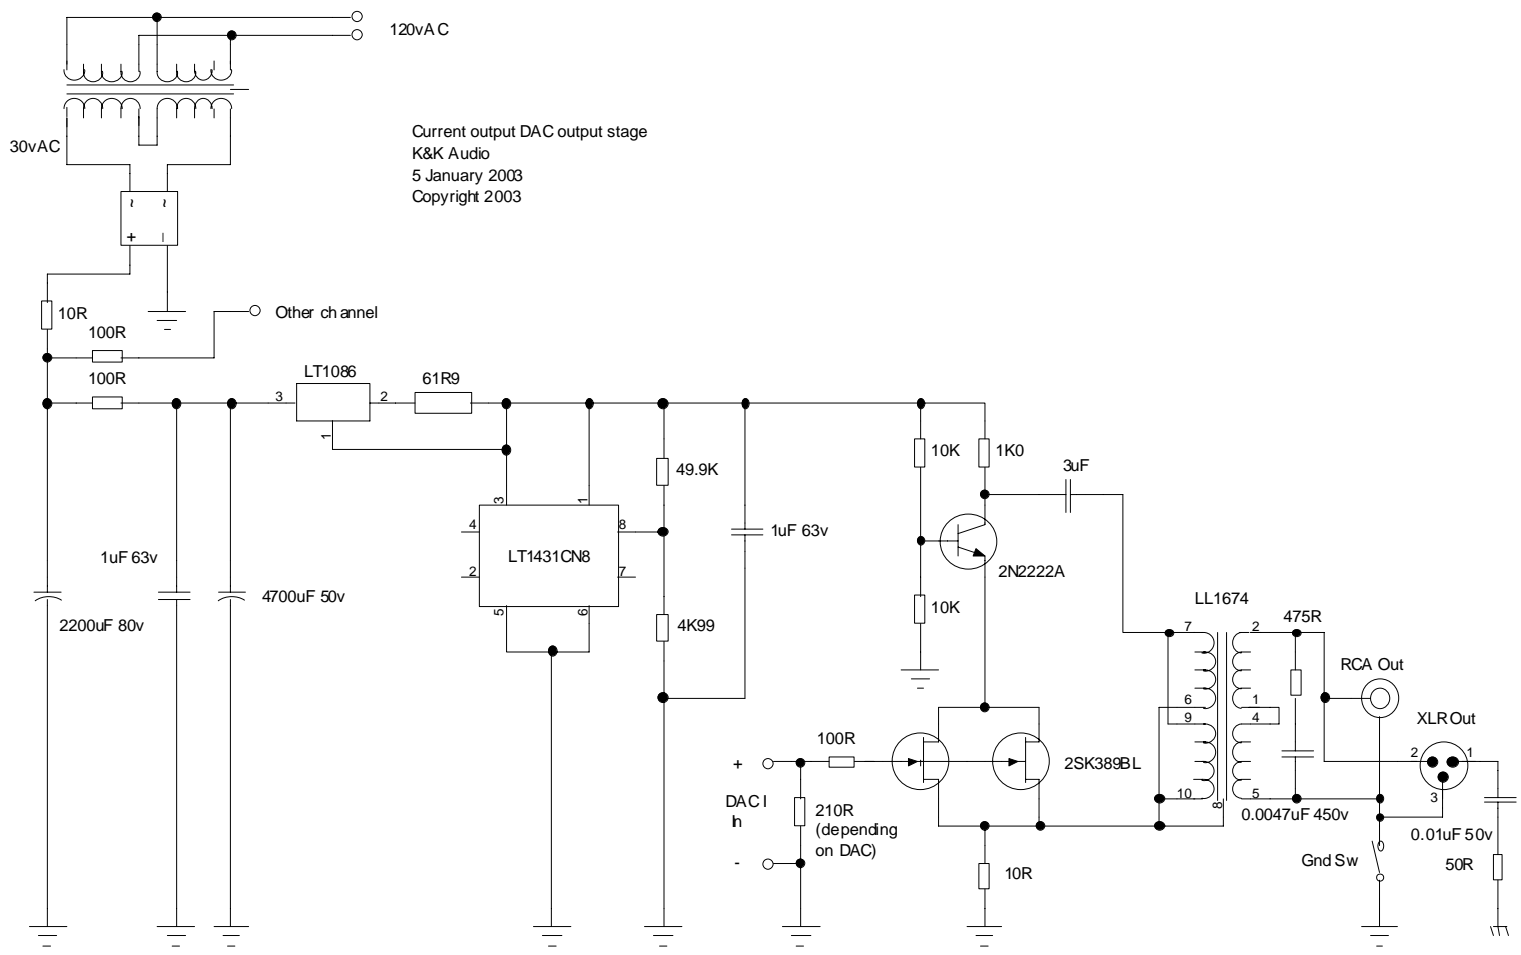 120vAC
30vAC
Current output DAC output stage
K&K Audio
5 January 2003
Copyright 2003
~ ~
+ −
10R
Other channel
100R
100R
LT1086
3
2
1
61R9
49.9K
10K
1K0
3uF
3
1
4
8
LT1431CN8
2
7
5
6
1uF 63v
1uF 63v
4700uF 50v
2200uF 80v
4K99
2N2222A
10K
LL1674
475R
7
2
6
1
9
4
10
5
8
RCA Out
XLR Out
2
1
3
100R
2SK389BL
+
DAC I
In
-
210R
(depending
on DAC)
10R
0.0047uF 450v
0.01uF 50v
Gnd Sw
50R